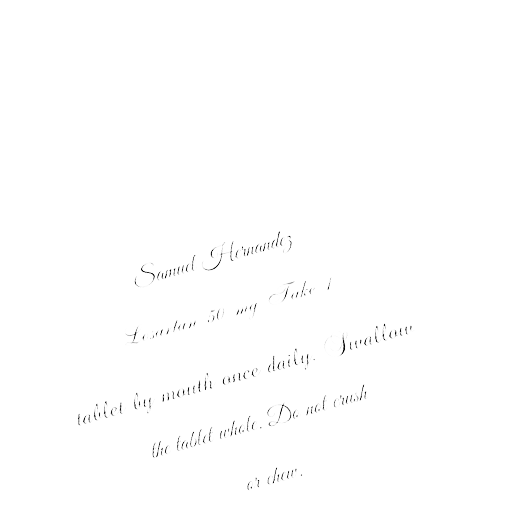 Samuel Hernandez
Losartan 50 mg Take 1
tablet by mouth once daily. Swallow
the tablet whole. Do not crush
or chew.